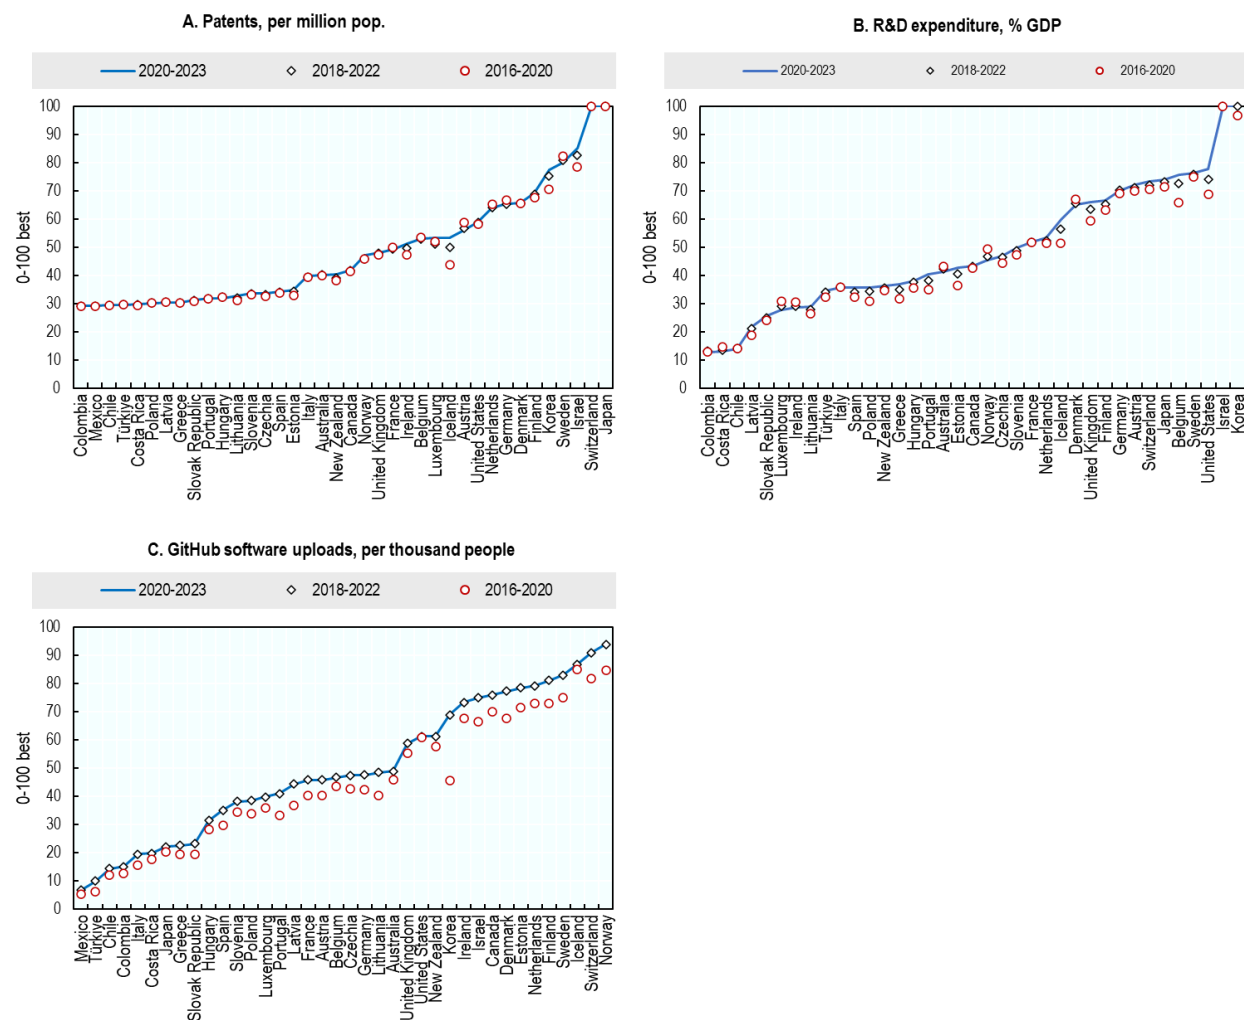 A. Patents, per million pop.
2020-2023 2018-2022 2016-2020
0-100 best
100
90
80
70
60
50
40
30
20
10
0
Colombia
Mexico
Chile
Türkiye
Costa Rica
Poland
Latvia
Greece
Slovak Republic
Portugal
Hungary
Lithuania
Slovenia
Czechia
Spain
Estonia
Italy
Australia
New Zealand
Canada
Norway
United Kingdom
France
Ireland
Belgium
Luxembourg
Iceland
Austria
United States
Netherlands
Germany
Denmark
Finland
Korea
Sweden
Israel
Switzerland
Japan
B. R&D expenditure, % GDP
2020-2023 2018-2022 2016-2020
0-100 best
100
90
80
70
60
50
40
30
20
10
0
Colombia
Costa Rica
Chile
Latvia
Slovak Republic
Luxembourg
Ireland
Lithuania
Türkiye
Italy
Spain
Poland
New Zealand
Greece
Hungary
Portugal
Australia
Estonia
Canada
Norway
Czechia
Slovenia
France
Netherlands
Iceland
Denmark
United Kingdom
Finland
Germany
Austria
Switzerland
Japan
Belgium
Sweden
United States
Israel
Korea
C. GitHub software uploads, per thousand people
2020-2023 2018-2022 2016-2020
0-100 best
100
90
80
70
60
50
40
30
20
10
0
Mexico
Türkiye
Chile
Colombia
Italy
Costa Rica
Japan
Greece
Slovak Republic
Hungary
Spain
Slovenia
Poland
Luxembourg
Portugal
Latvia
France
Austria
Belgium
Czechia
Germany
Lithuania
Australia
United Kingdom
United States
New Zealand
Korea
Ireland
Israel
Canada
Denmark
Estonia
Netherlands
Finland
Sweden
Iceland
Switzerland
Norway